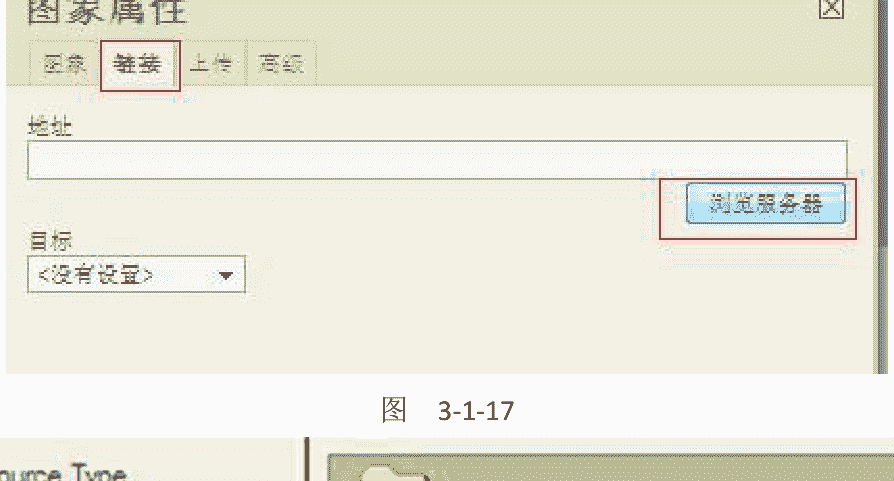 图象属性
图象 链接 上传 高级
地址
浏览服务器
目标
<没有设置>
图 3-1-17
ource Type